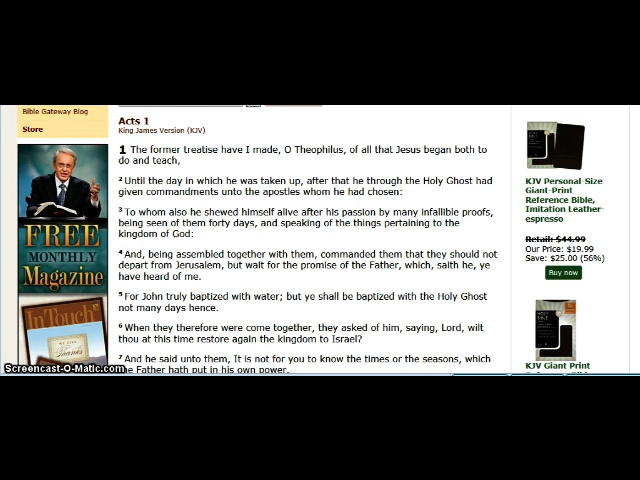 Bible Gateway Blog
Store
FREE
MONTHLY
Magazine
InTouch
Thanks
Acts 1
King James Version (KJV)
1 The former treatise have I made, O Theophilus, of all that Jesus began both to
do and teach,
2 Until the day in which he was taken up, after that he through the Holy Ghost had
given commandments unto the apostles whom he had chosen:
3 To whom also he shewed himself alive after his passion by many infallible proofs,
being seen of them forty days, and speaking of the things pertaining to the
kingdom of God:
4 And, being assembled together with them, commanded them that they should not
depart from Jerusalem, but wait for the promise of the Father, which, saith he, ye
have heard of me.
5 For John truly baptized with water; but ye shall be baptized with the Holy Ghost
not many days hence.
6 When they therefore were come together, they asked of him, saying, Lord, wilt
thou at this time restore again the kingdom to Israel?
7 And he said unto them, It is not for you to know the times or the seasons, which
the Father hath put in his own power.
KJV Personal-Size
Giant-Print
Reference Bible,
Imitation Leather-
espresso
Retail: $44.99
Our Price: $19.99
Save: $25.00 (56%)
Buy now
HOLY
BIBLE
KJV Giant Print
Screencast-O-Matic.com